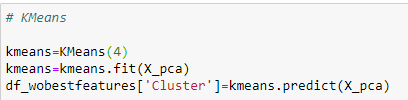 # KMeans
kmeans=KMeans(4)
kmeans=kmeans.fit(X_pca)
df_wobestfeatures['Cluster']=kmeans.predict(X_pca)